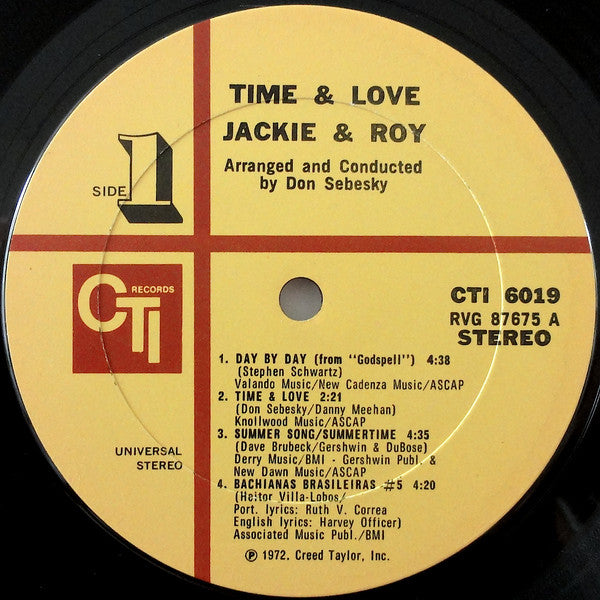 TIME & LOVE
JACKIE & ROY
Arranged and Conducted
by Don Sebesky
SIDE 1
CTI RECORDS
CTI 6019
RVG 87675 A
STEREO
1. DAY BY DAY (from "Godspell") 4:38
(Stephen Schwartz)
Valando Music/New Cadenza Music/ASCAP
2. TIME & LOVE 2:21
(Don Sebesky/Danny Meehan)
Knollwood Music/ASCAP
3. SUMMER SONG/SUMMERTIME 4:35
(Dave Brubeck/Gershwin & DuBose)
Derry Music/BMI - Gershwin Publ. &
New Dawn Music/ASCAP
4. BACHIANAS BRASILEIRAS #5 4:20
(Heitor Villa-Lobos/
Port. lyrics: Ruth V. Correa
English lyrics: Harvey Officer)
Associated Music Publ./BMI
UNIVERSAL
STEREO
℗ 1972, Creed Taylor, Inc.